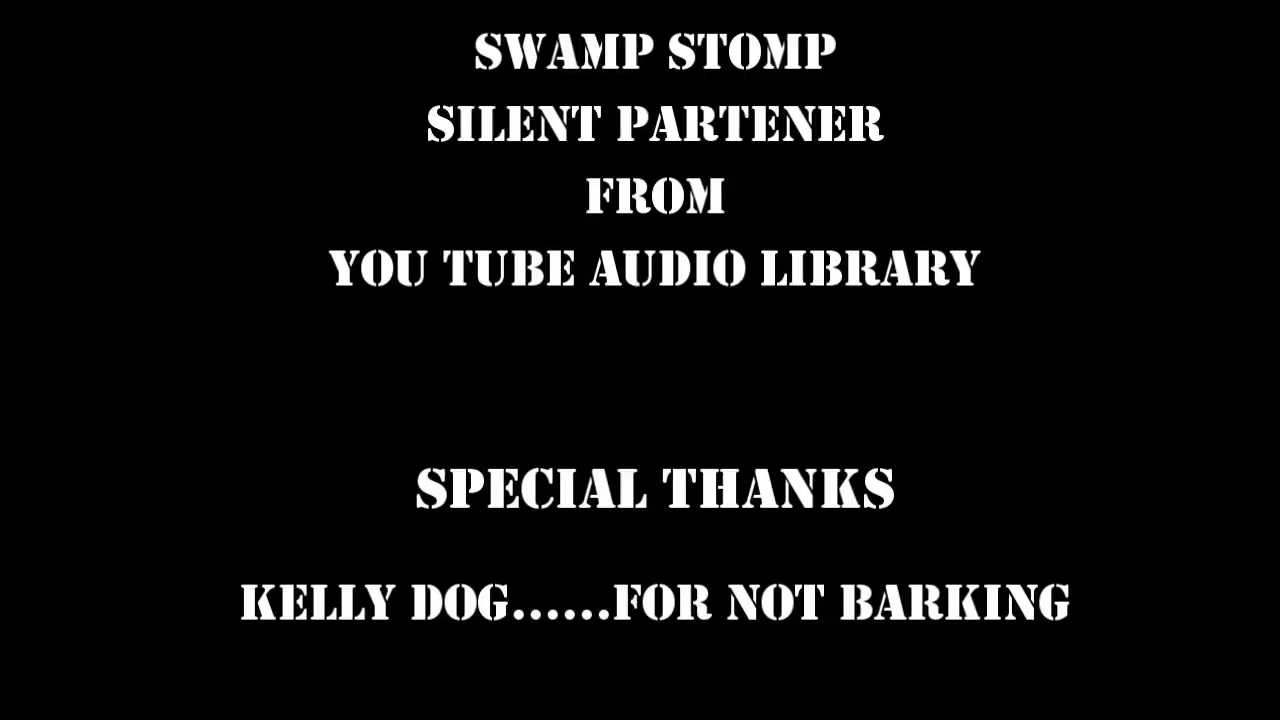 SWAMP STOMP
SILENT PARTENER
FROM
YOU TUBE AUDIO LIBRARY
SPECIAL THANKS
KELLY DOG......FOR NOT BARKING